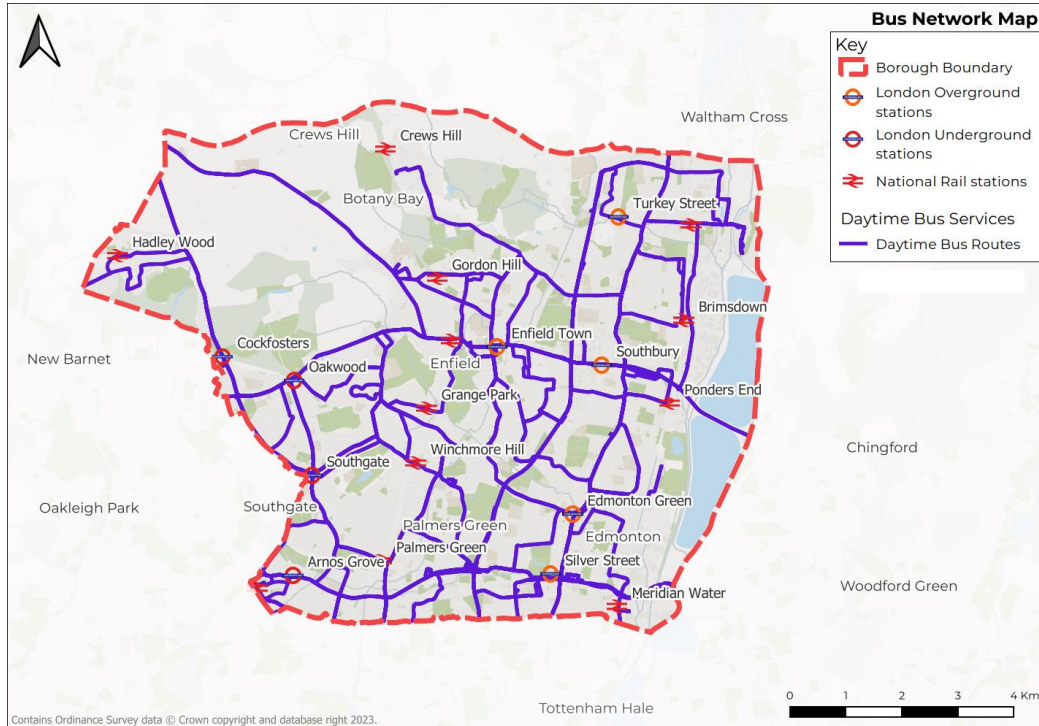 Bus Network Map
Key
Borough Boundary
London Overground
stations
London Underground
stations
National Rail stations
Daytime Bus Services
Daytime Bus Routes
Waltham Cross
Crews Hill
Crews Hill
Botany Bay
Turkey Street
Hadley Wood
Gordon Hill
Brimsdown
Cockfosters
Enfield Town
New Barnet
Oakwood
Enfield
Southbury
Grange Park
Ponders End
Winchmore Hill
Chingford
Southgate
Oakleigh Park
Southgate
Edmonton Green
Palmers Green
Edmonton
Palmers Green
Arnos Grove
Silver Street
Woodford Green
Meridian Water
Tottenham Hale
0 1 2 3 4 Km
Contains Ordinance Survey data © Crown copyright and database right 2023.